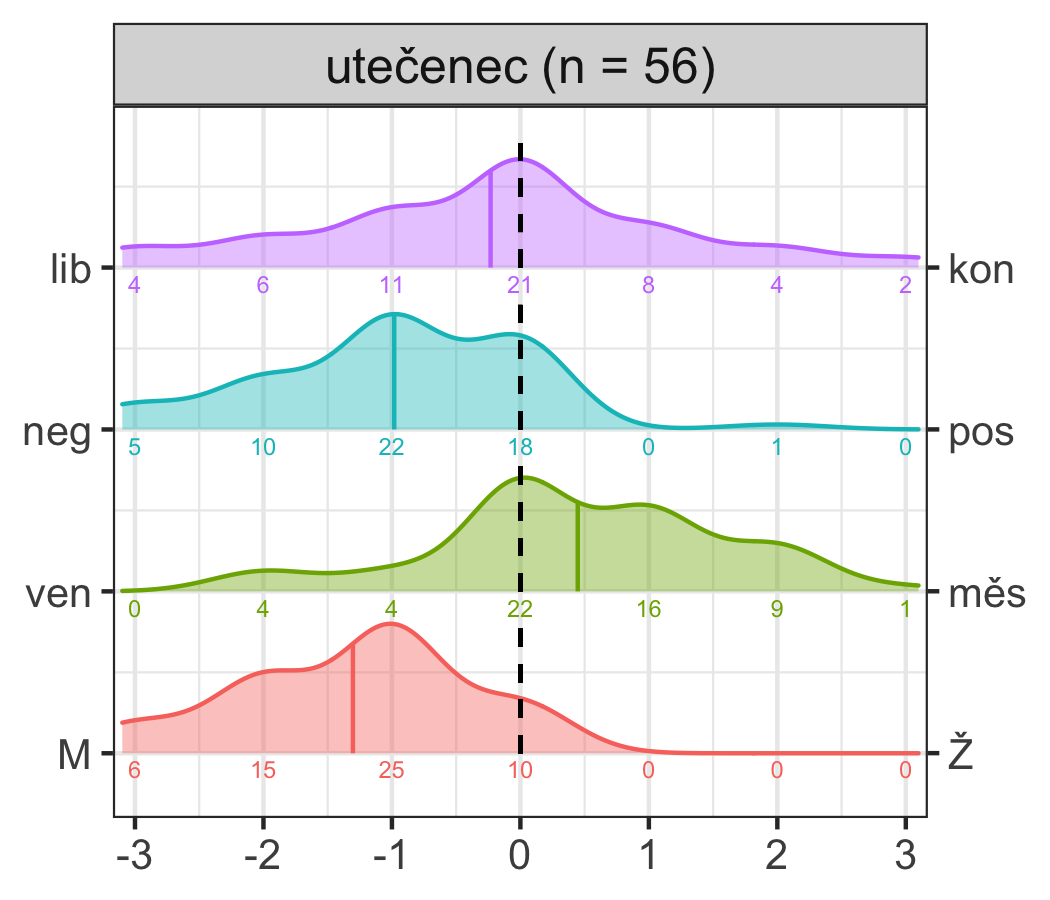 utečenec (n = 56)
lib kon
4 6 11 21 8 4 2
neg pos
5 10 22 18 0 1 0
ven měs
0 4 4 22 16 9 1
M Ž
6 15 25 10 0 0 0
-3 -2 -1 0 1 2 3